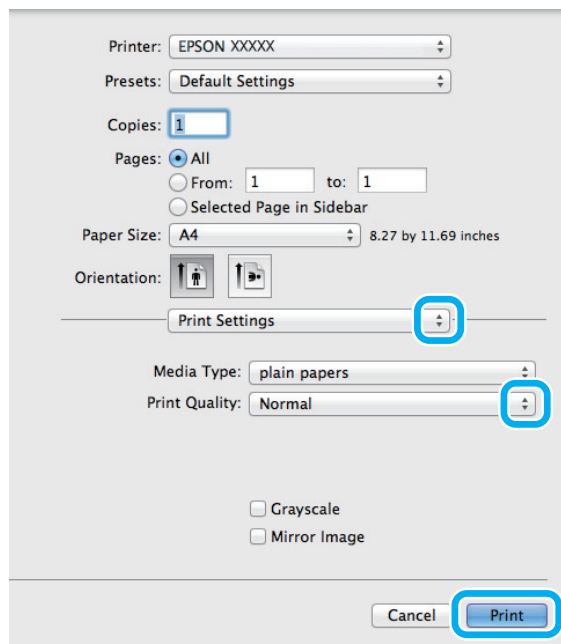 Printer: EPSON XXXXX
Presets: Default Settings
Copies: 1
Pages: All
From: 1 to: 1
Selected Page in Sidebar
Paper Size: A4 8.27 by 11.69 inches
Orientation:
Print Settings
Media Type: plain papers
Print Quality: Normal
Grayscale
Mirror Image
Cancel Print